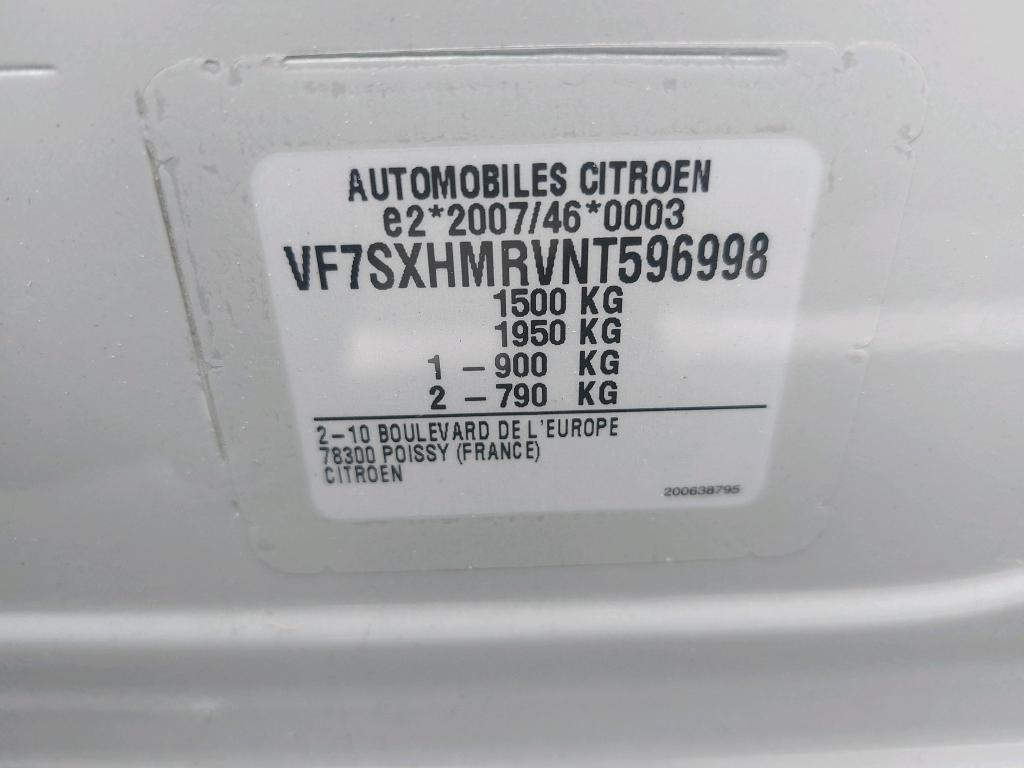 AUTOMOBILES CITROEN
e2*2007/46*0003
VF7SXHMRVNT596998
1500 KG
1950 KG
1 – 900 KG
2 – 790 KG
2–10 BOULEVARD DE L'EUROPE
78300 POISSY (FRANCE)
CITROEN
200638795